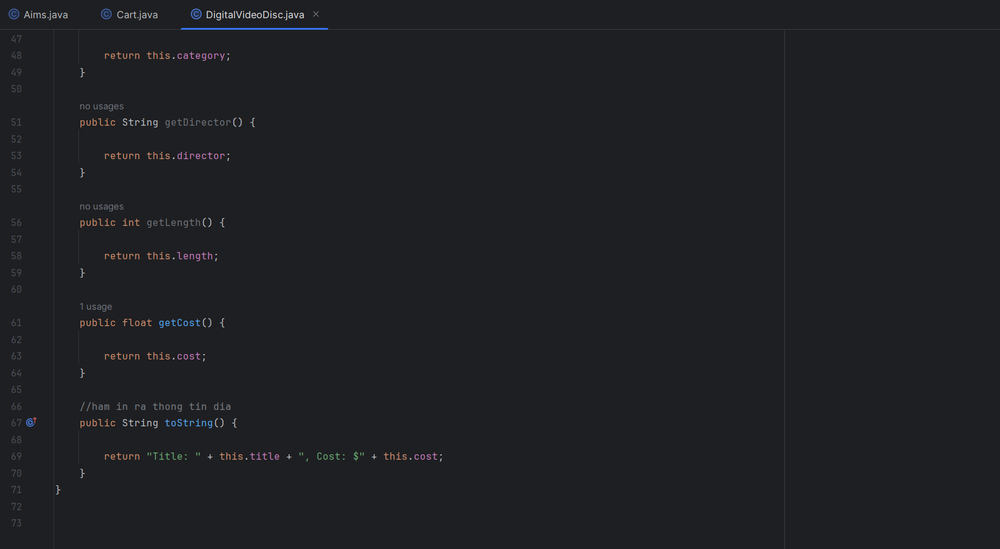 Aims.java Cart.java DigitalVideoDisc.java
47
48 return this.category;
49 }
50
no usages
51 public String getDirector() {
52
53 return this.director;
54 }
55
no usages
56 public int getLength() {
57
58 return this.length;
59 }
60
1 usage
61 public float getCost() {
62
63 return this.cost;
64 }
65
66 //ham in ra thong tin dia
67 public String toString() {
68
69 return "Title: " + this.title + ", Cost: $" + this.cost;
70 }
71 }
72
73